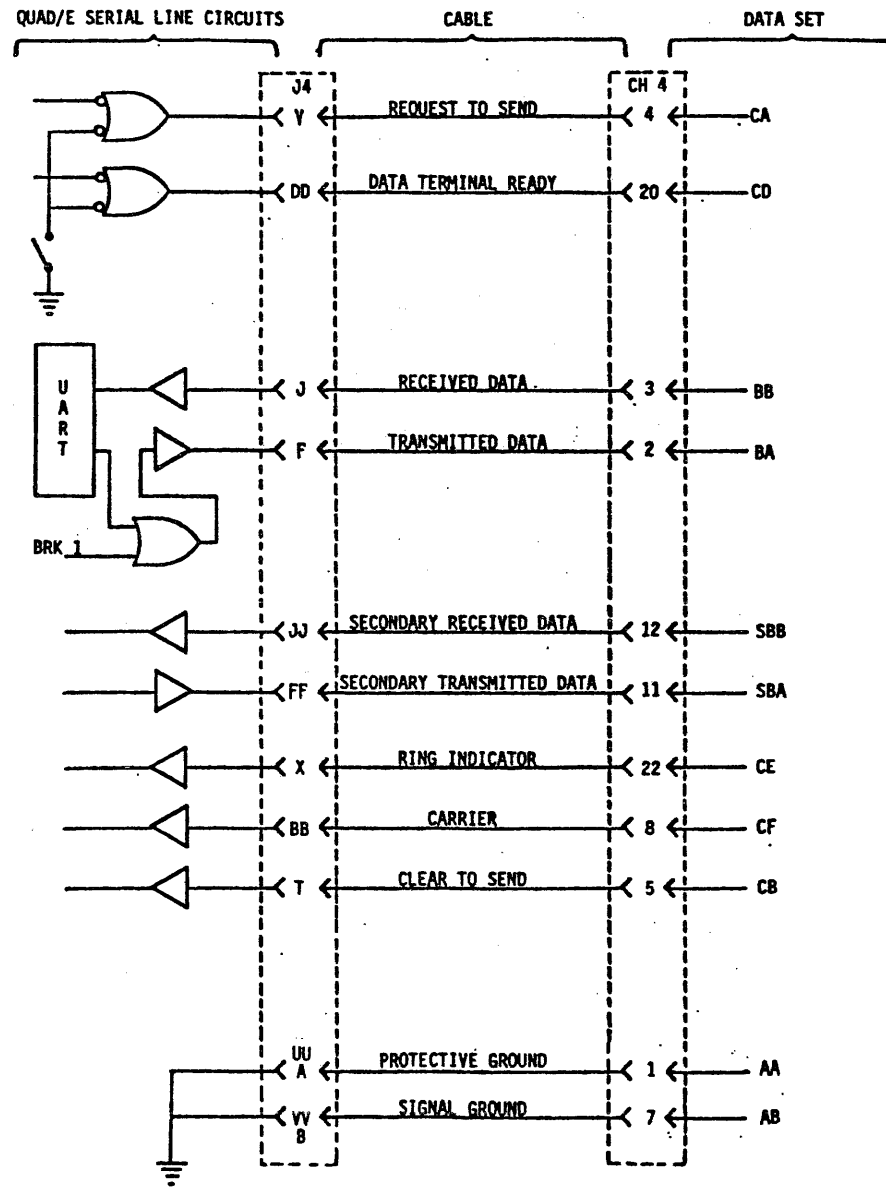 QUAD/E SERIAL LINE CIRCUITS CABLE DATA SET
J4 CH 4
V REQUEST TO SEND 4 CA
DD DATA TERMINAL READY 20 CD
UART
J RECEIVED DATA 3 BB
F TRANSMITTED DATA 2 BA
BRK 1
JJ SECONDARY RECEIVED DATA 12 SBB
FF SECONDARY TRANSMITTED DATA 11 SBA
X RING INDICATOR 22 CE
BB CARRIER 8 CF
T CLEAR TO SEND 5 CB
UU
A PROTECTIVE GROUND 1 AA
VV SIGNAL GROUND 7 AB
B